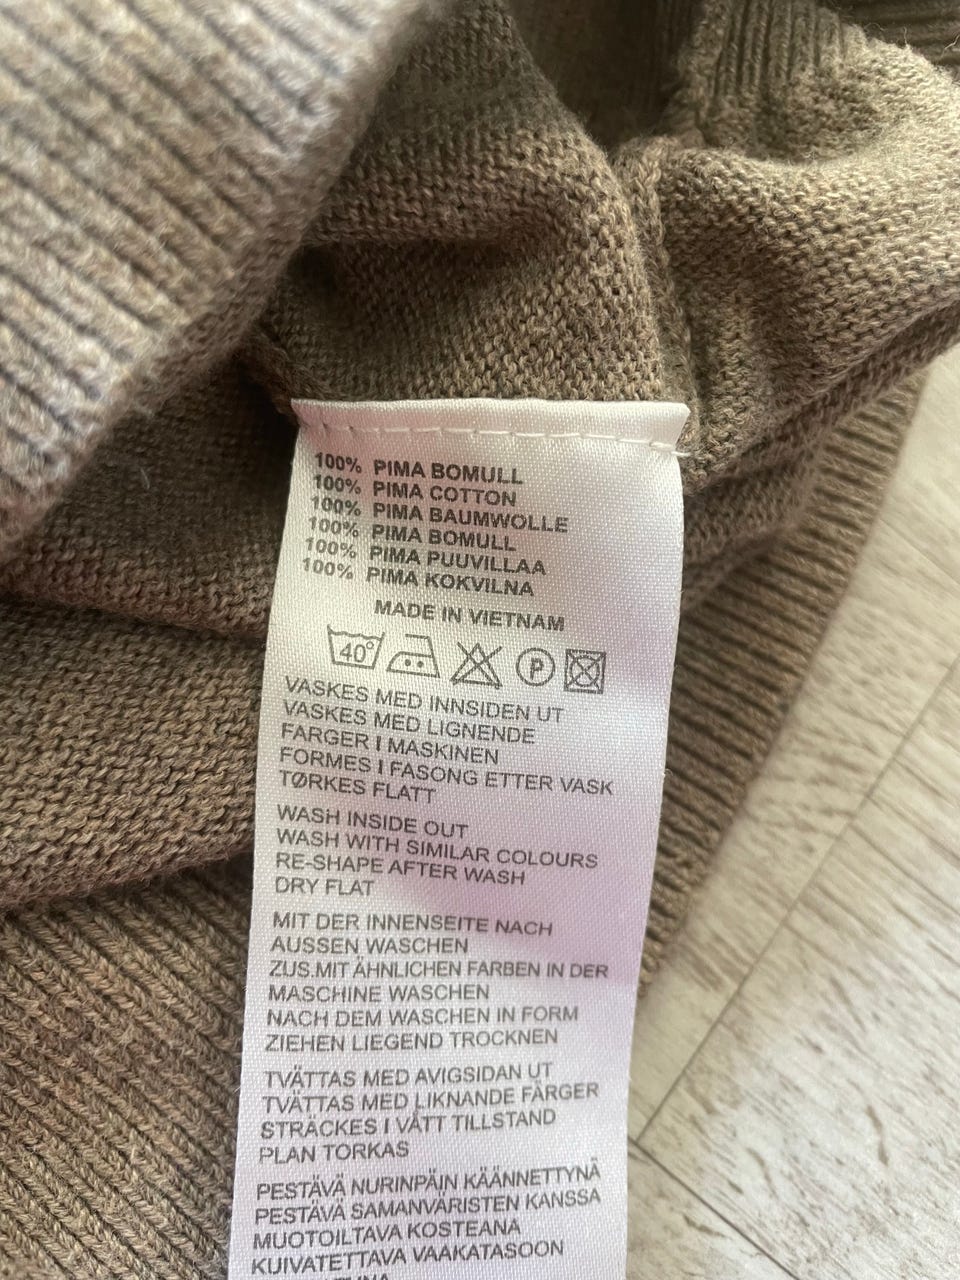 100% PIMA BOMULL
100% PIMA COTTON
100% PIMA BAUMWOLLE
100% PIMA BOMULL
100% PIMA PUUVILLAA
100% PIMA KOKVILNA
MADE IN VIETNAM
40° P
VASKES MED INNSIDEN UT
VASKES MED LIGNENDE
FARGER I MASKINEN
FORMES I FASONG ETTER VASK
TØRKES FLATT
WASH INSIDE OUT
WASH WITH SIMILAR COLOURS
RE-SHAPE AFTER WASH
DRY FLAT
MIT DER INNENSEITE NACH
AUSSEN WASCHEN
ZUS.MIT ÄHNLICHEN FARBEN IN DER
MASCHINE WASCHEN
NACH DEM WASCHEN IN FORM
ZIEHEN LIEGEND TROCKNEN
TVÄTTAS MED AVIGSIDAN UT
TVÄTTAS MED LIKNANDE FÄRGER
STRÄCKES I VÅTT TILLSTAND
PLAN TORKAS
PESTÄVÄ NURINPÄIN KÄÄNNETTYNÄ
PESTÄVÄ SAMANVÄRISTEN KANSSA
MUOTOILTAVA KOSTEANA
KUIVATETTAVA VAAKATASOON